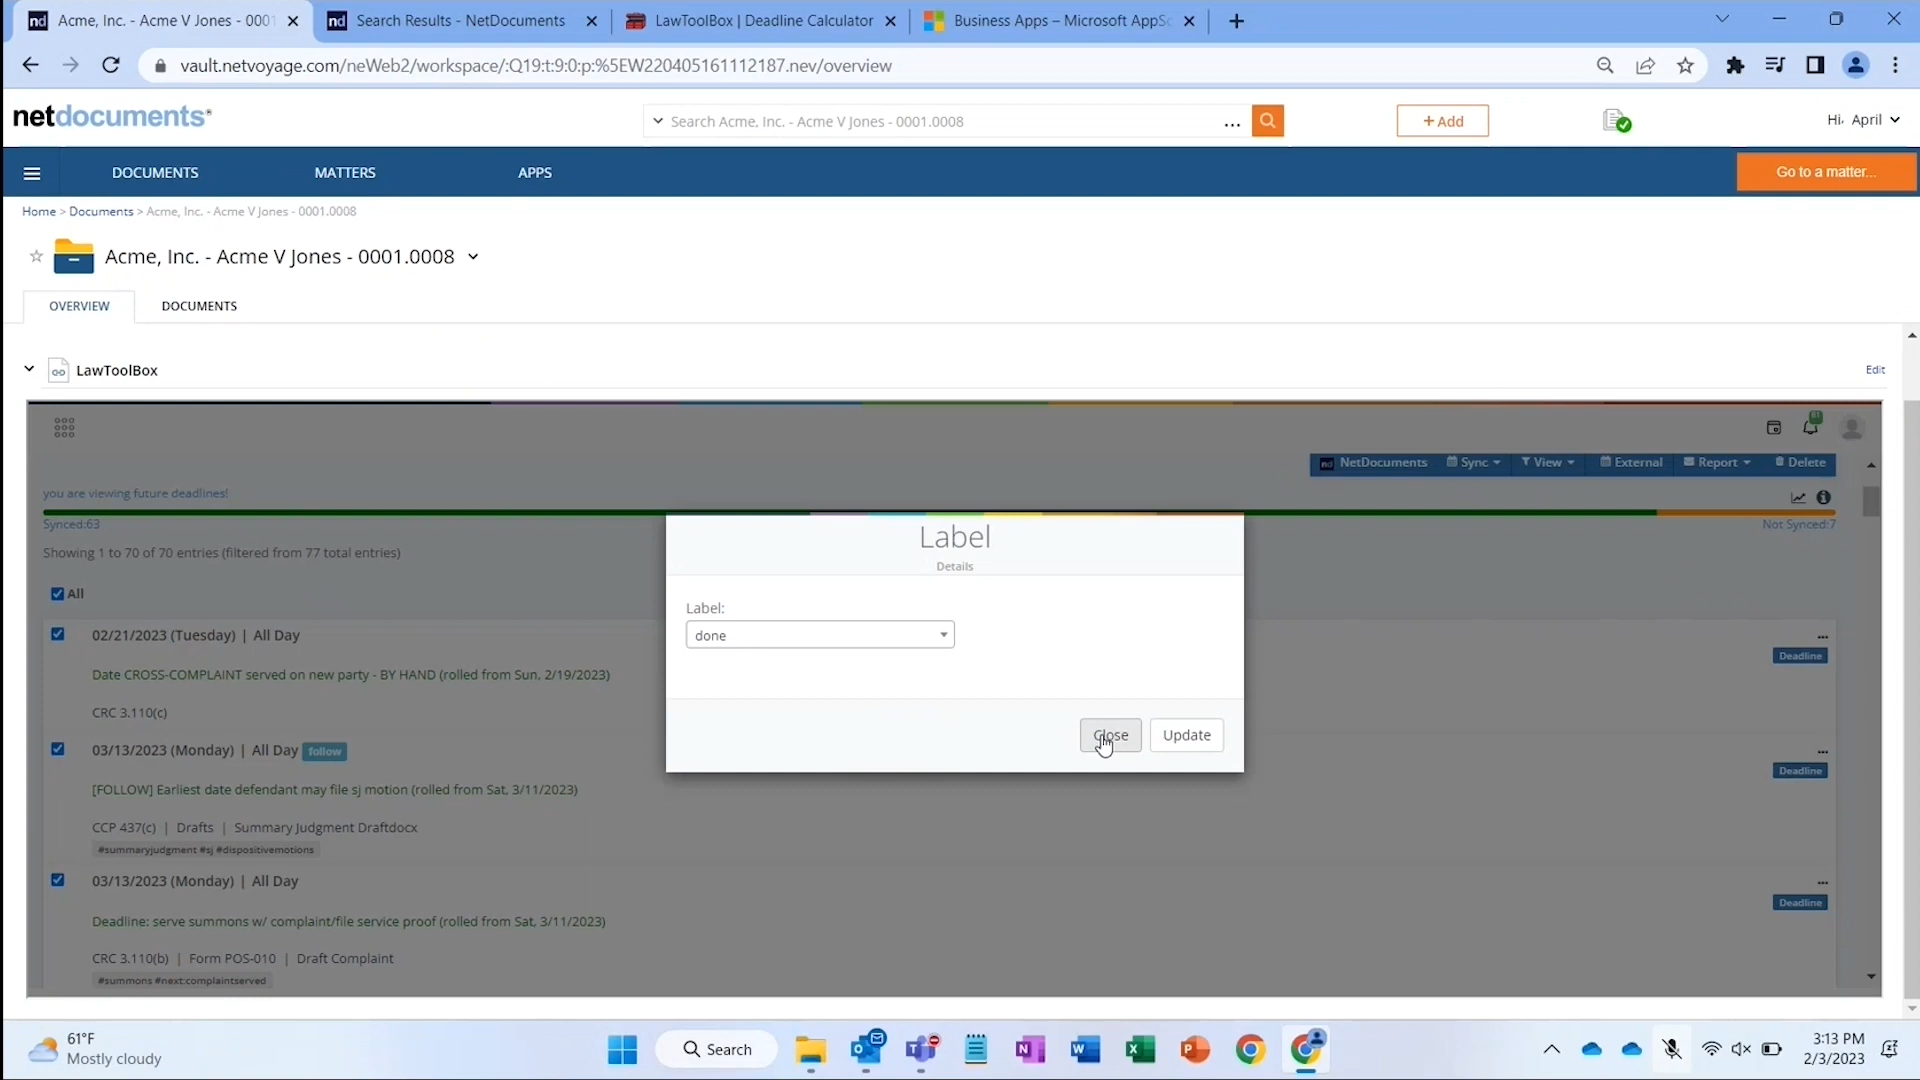 Acme, Inc. - Acme V Jones - 0001
Search Results - NetDocuments
LawToolBox | Deadline Calculator
Business Apps – Microsoft AppSo
vault.netvoyage.com/neWeb2/workspace/:Q19:t:9:0:p:%5EW220405161112187.nev/overview
netdocuments
Search Acme, Inc. - Acme V Jones - 0001.0008
...
+ Add
Hi, April
DOCUMENTS
MATTERS
APPS
Go to a matter...
Home > Documents > Acme, Inc. - Acme V Jones - 0001.0008
Acme, Inc. - Acme V Jones - 0001.0008
OVERVIEW
DOCUMENTS
LawToolBox
Edit
nd NetDocuments
Sync
View
External
Report
Delete
you are viewing future deadlines!
Synced:63
Not Synced:7
Showing 1 to 70 of 70 entries (filtered from 77 total entries)
All
02/21/2023 (Tuesday) | All Day
Deadline
Date CROSS-COMPLAINT served on new party - BY HAND (rolled from Sun, 2/19/2023)
CRC 3.110(c)
03/13/2023 (Monday) | All Day follow
Deadline
[FOLLOW] Earliest date defendant may file sj motion (rolled from Sat, 3/11/2023)
CCP 437(c) | Drafts | Summary Judgment Draftdocx
#summaryjudgment #sj #dispositivemotions
03/13/2023 (Monday) | All Day
Deadline
Deadline: serve summons w/ complaint/file service proof (rolled from Sat, 3/11/2023)
CRC 3.110(b) | Form POS-010 | Draft Complaint
#summons #next:complaintserved
Label
Details
Label:
done
Close
Update
61°F
Mostly cloudy
Search
3:13 PM
2/3/2023